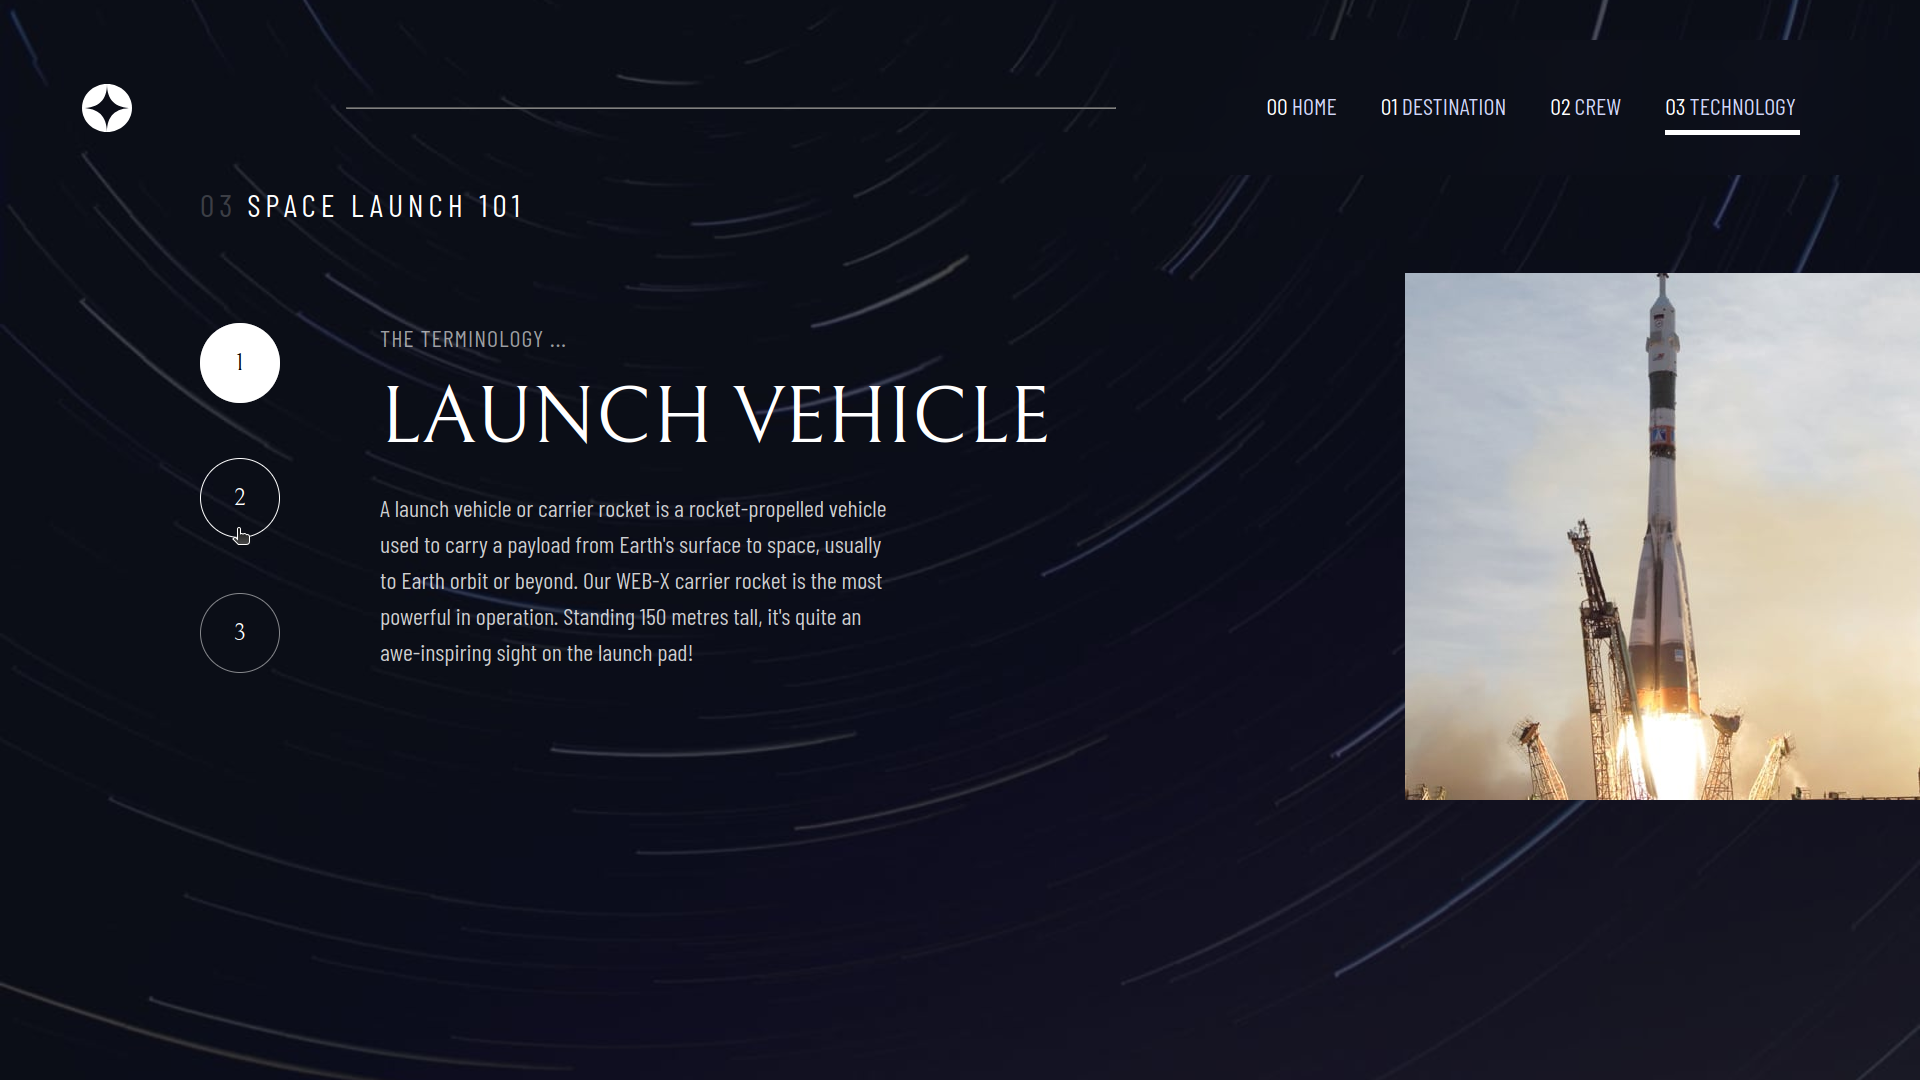 00 HOME
01 DESTINATION
02 CREW
03 TECHNOLOGY
03 SPACE LAUNCH 101
1
2
3
THE TERMINOLOGY ...
LAUNCH VEHICLE
A launch vehicle or carrier rocket is a rocket-propelled vehicle
used to carry a payload from Earth's surface to space, usually
to Earth orbit or beyond. Our WEB-X carrier rocket is the most
powerful in operation. Standing 150 metres tall, it's quite an
awe-inspiring sight on the launch pad!